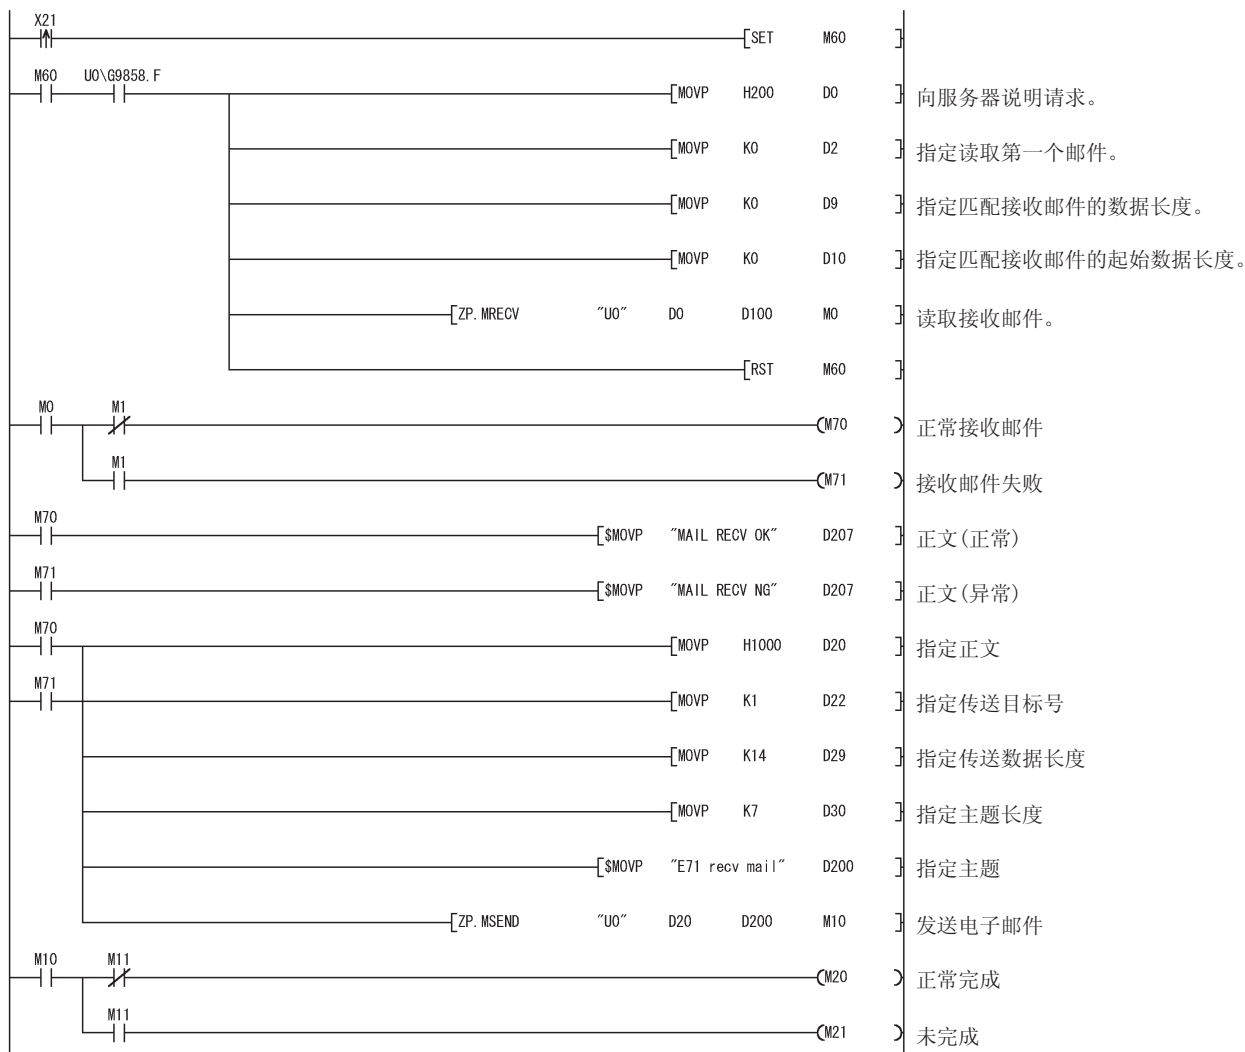 X21
[SET M60 ]
M60 U0\G9858.F
[MOVP H200 D0 ] 向服务器说明请求。
[MOVP K0 D2 ] 指定读取第一个邮件。
[MOVP K0 D9 ] 指定匹配接收邮件的数据长度。
[MOVP K0 D10 ] 指定匹配接收邮件的起始数据长度。
[ZP.MRECV "U0" D0 D100 M0 ] 读取接收邮件。
[RST M60 ]
M0 M1
(M70 ) 正常接收邮件
M1
(M71 ) 接收邮件失败
M70
[$MOVP "MAIL RECV OK" D207 ] 正文(正常)
M71
[$MOVP "MAIL RECV NG" D207 ] 正文(异常)
M70
[MOVP H1000 D20 ] 指定正文
M71
[MOVP K1 D22 ] 指定传送目标号
[MOVP K14 D29 ] 指定传送数据长度
[MOVP K7 D30 ] 指定主题长度
[$MOVP "E71 recv mail" D200 ] 指定主题
[ZP.MSEND "U0" D20 D200 M10 ] 发送电子邮件
M10 M11
(M20 ) 正常完成
M11
(M21 ) 未完成